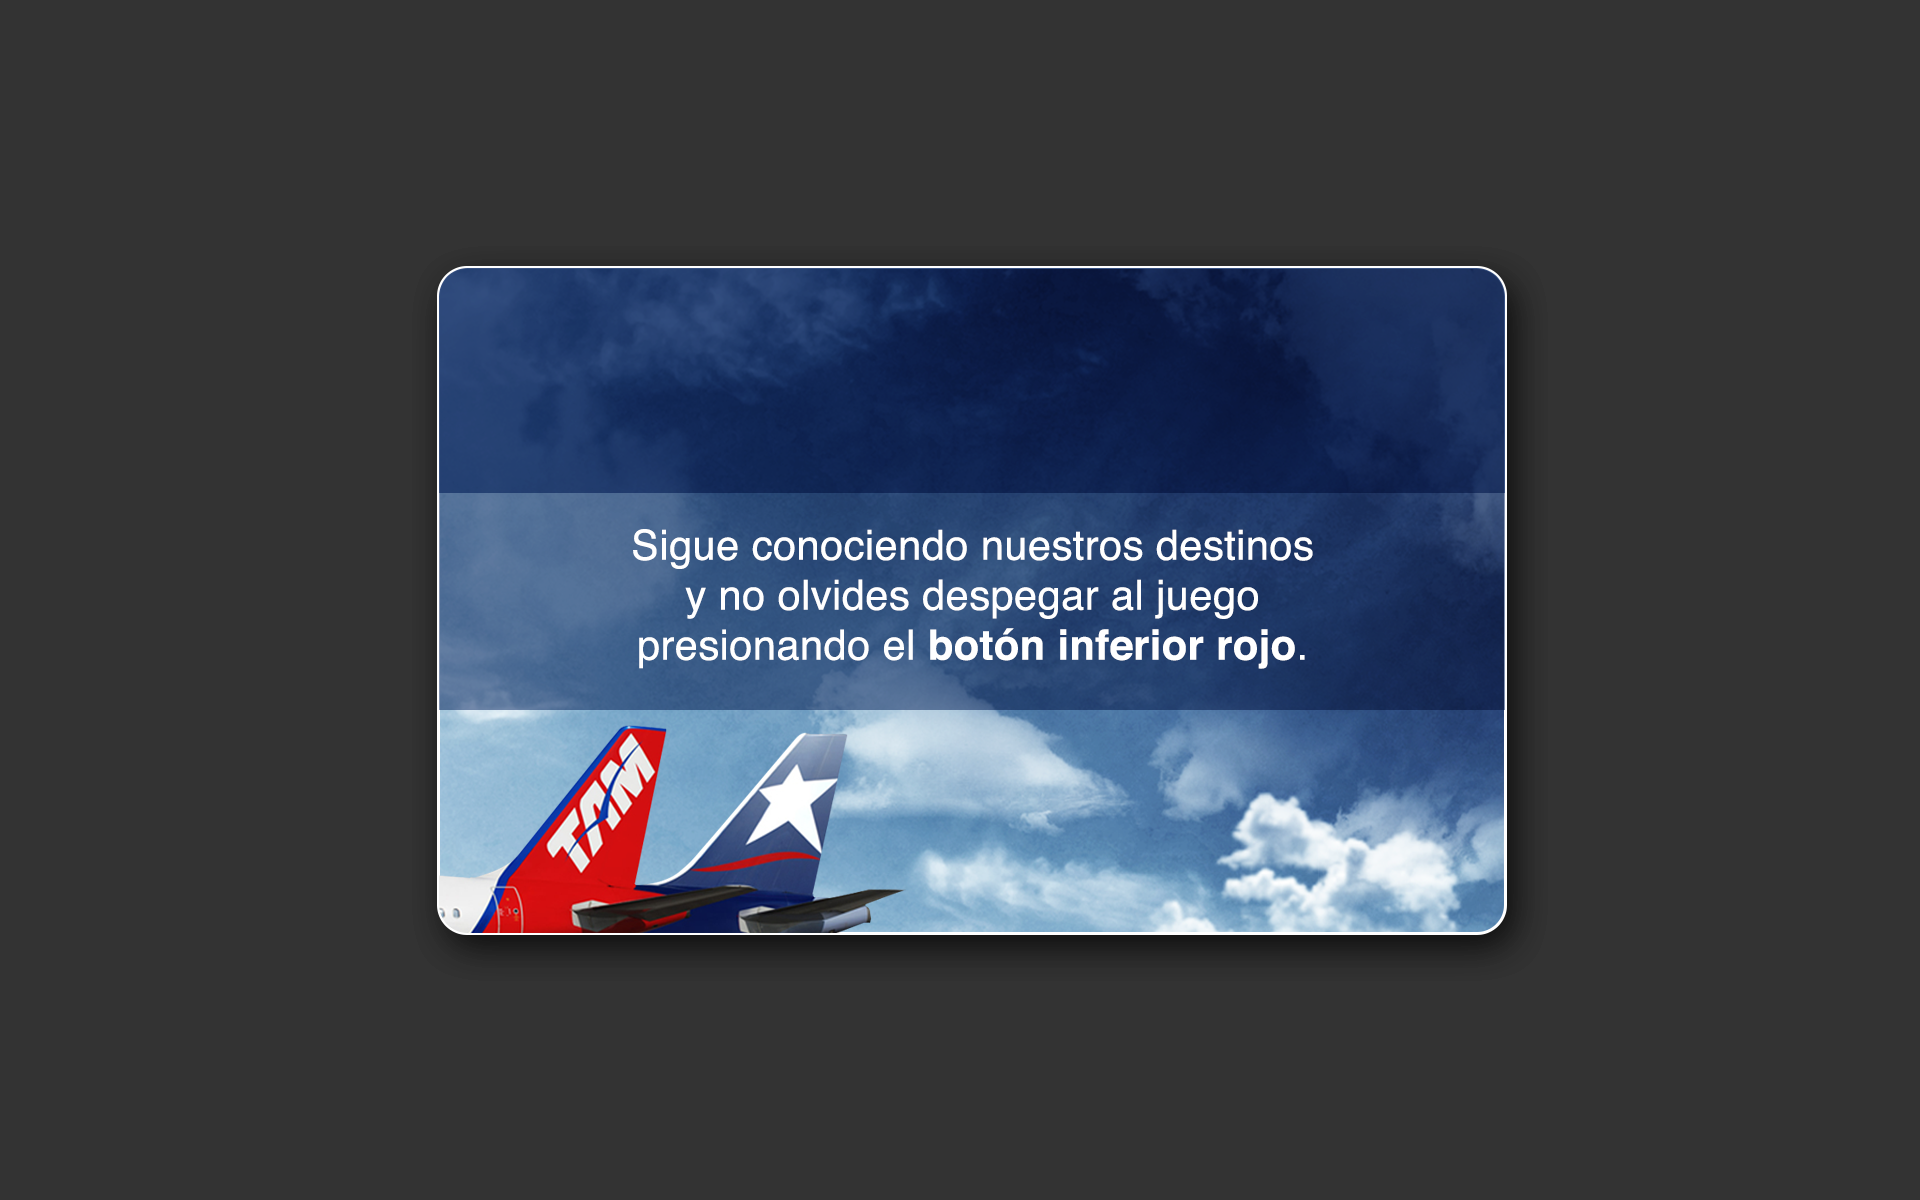 Sigue conociendo nuestros destinos
y no olvides despegar al juego
presionando el botón inferior rojo.
TAM